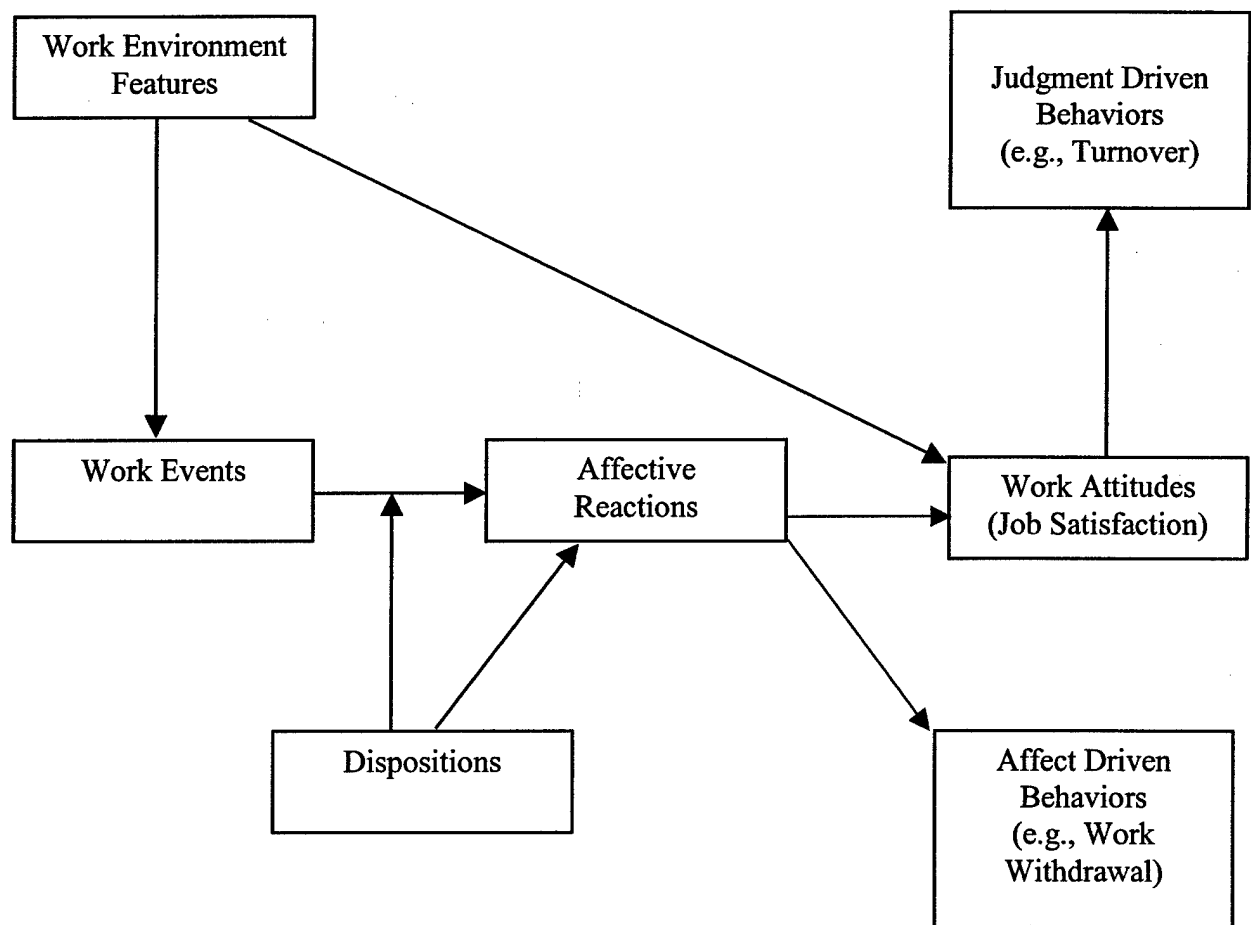 Work Environment
Features
Judgment Driven
Behaviors
(e.g., Turnover)
Work Events
Affective
Reactions
Work Attitudes
(Job Satisfaction)
Dispositions
Affect Driven
Behaviors
(e.g., Work
Withdrawal)